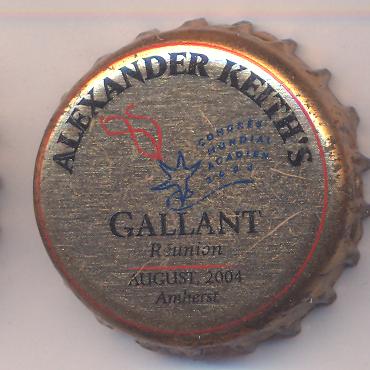 ALEXANDER KEITH'S
CONGRÈS
MONDIAL
ACADIEN
2004
GALLANT
Réunion
AUGUST, 2004
Amherst